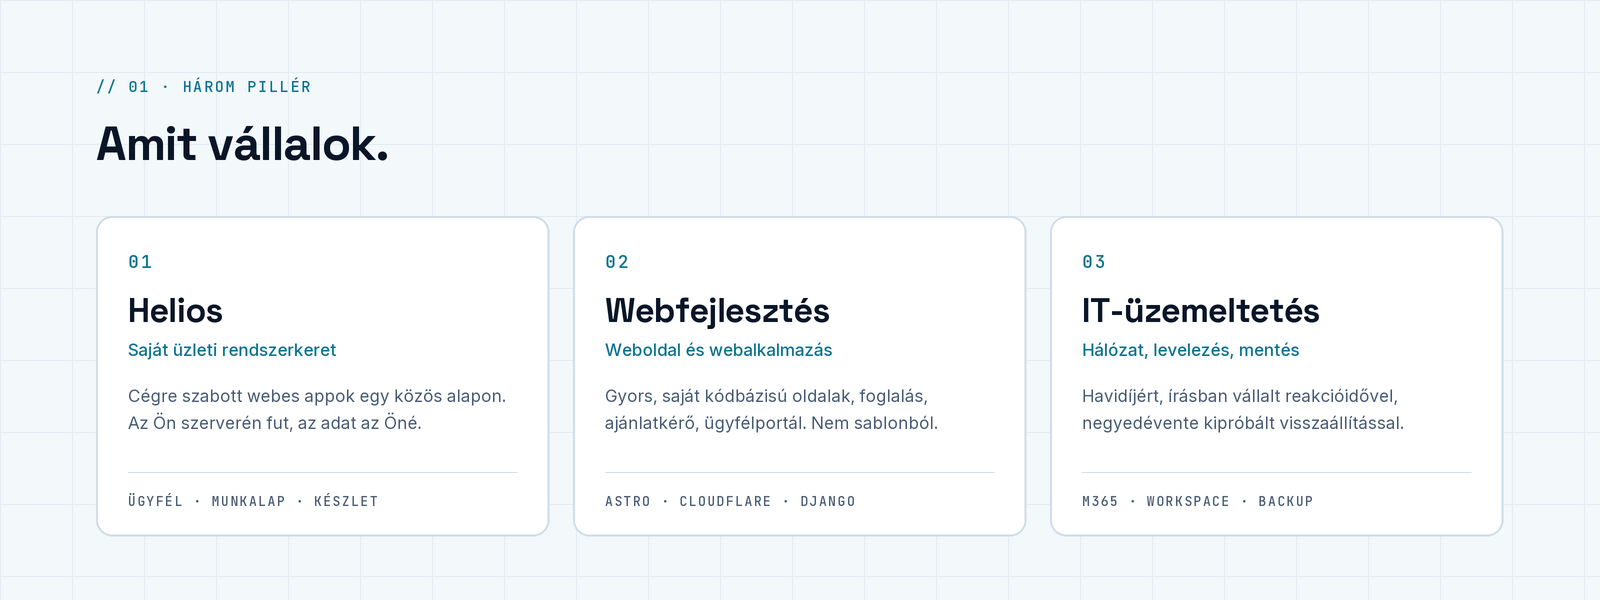 // 01 · HÁROM PILLÉR
Amit vállalok.
01
Helios
Saját üzleti rendszerkeret
Cégre szabott webes appok egy közös alapon.
Az Ön szerverén fut, az adat az Öné.
ÜGYFÉL · MUNKALAP · KÉSZLET
02
Webfejlesztés
Weboldal és webalkalmazás
Gyors, saját kódbázisú oldalak, foglalás,
ajánlatkérő, ügyfélportál. Nem sablonból.
ASTRO · CLOUDFLARE · DJANGO
03
IT-üzemeltetés
Hálózat, levelezés, mentés
Havidíjért, írásban vállalt reakcióidővel,
negyedévente kipróbált visszaállítással.
M365 · WORKSPACE · BACKUP